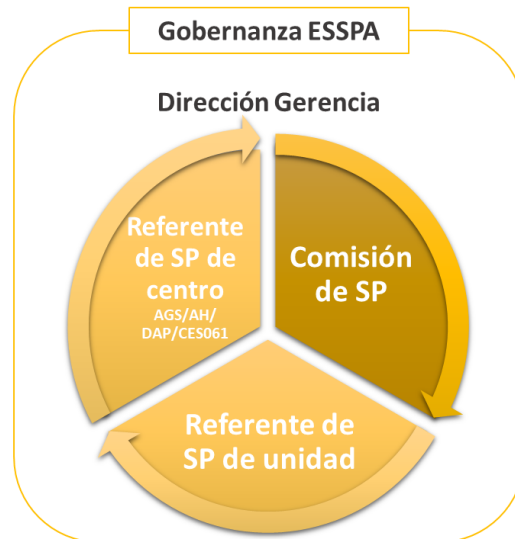 Gobernanza ESSPA
Dirección Gerencia
Referente
de SP de
centro
AGS/AH/
DAP/CES061
Comisión
de SP
Referente de
SP de unidad